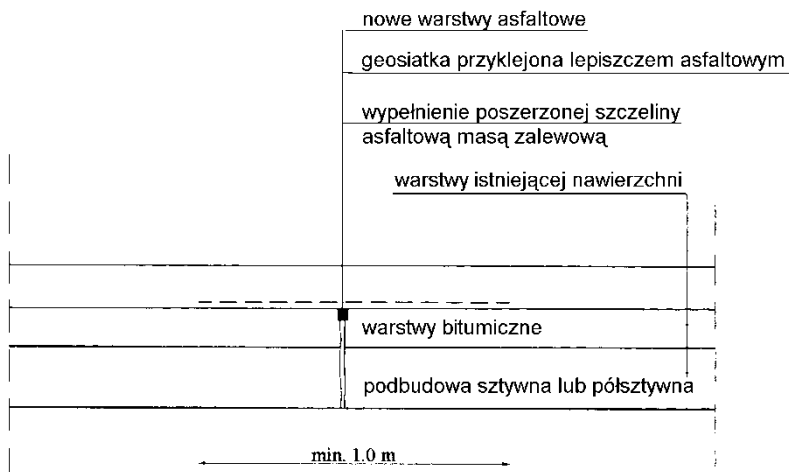 nowe warstwy asfaltowe
geosiatka przyklejona lepiszczem asfaltowym
wypełnienie poszerzonej szczeliny
asfaltową masą zalewową
warstwy istniejącej nawierzchni
warstwy bitumiczne
podbudowa sztywna lub półsztywna
min. 1.0 m